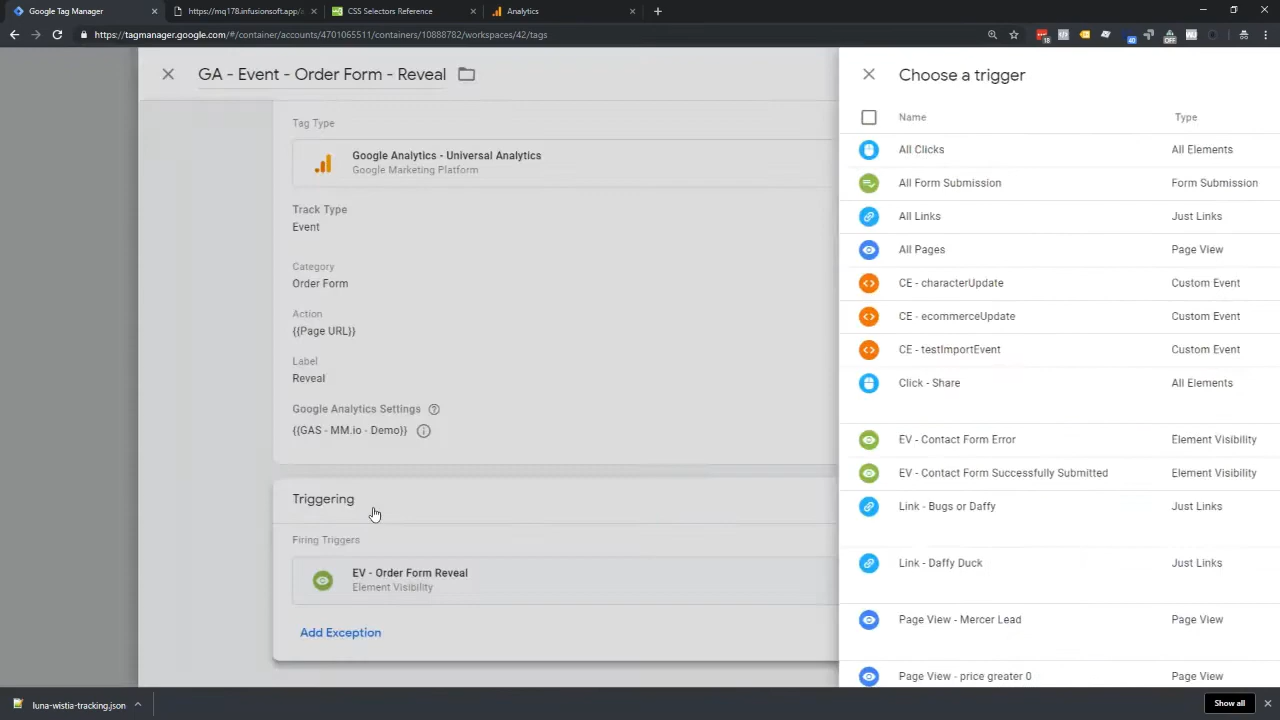 Google Tag Manager
https://mq178.infusionsoft.app/
CSS Selectors Reference
Analytics
https://tagmanager.google.com/#/container/accounts/4701065511/containers/10888782/workspaces/42/tags
18
40
OFF
GA - Event - Order Form - Reveal
Tag Type
Google Analytics - Universal Analytics
Google Marketing Platform
Track Type
Event
Category
Order Form
Action
{{Page URL}}
Label
Reveal
Google Analytics Settings
{{GAS - MM.io - Demo}}
Triggering
Firing Triggers
EV - Order Form Reveal
Element Visibility
Add Exception
Choose a trigger
Name Type
All Clicks All Elements
All Form Submission Form Submission
All Links Just Links
All Pages Page View
CE - characterUpdate Custom Event
CE - ecommerceUpdate Custom Event
CE - testImportEvent Custom Event
Click - Share All Elements
EV - Contact Form Error Element Visibility
EV - Contact Form Successfully Submitted Element Visibility
Link - Bugs or Daffy Just Links
Link - Daffy Duck Just Links
Page View - Mercer Lead Page View
Page View - price greater 0 Page View
luna-wistia-tracking.json
Show all